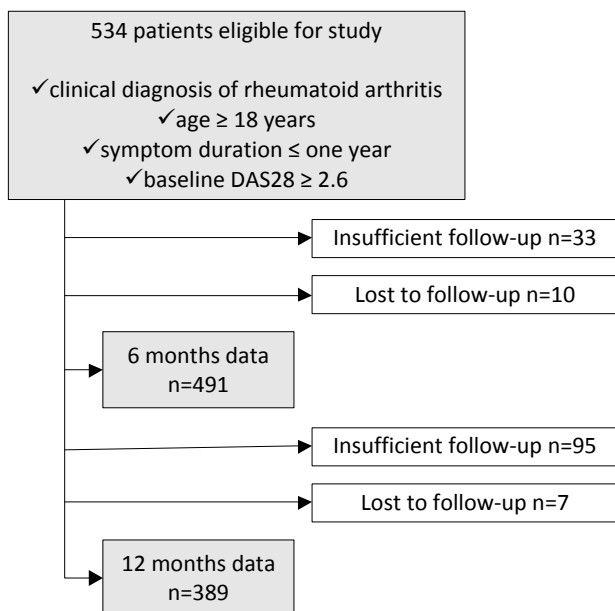 534 patients eligible for study
✓clinical diagnosis of rheumatoid arthritis
✓age ≥ 18 years
✓symptom duration ≤ one year
✓baseline DAS28 ≥ 2.6
Insufficient follow-up n=33
Lost to follow-up n=10
6 months data
n=491
Insufficient follow-up n=95
Lost to follow-up n=7
12 months data
n=389